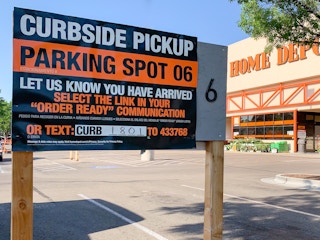 CURBSIDE PICKUP
PARKING SPOT 06
LET US KNOW YOU HAVE ARRIVED
SELECT THE LINK IN YOUR
"ORDER READY" COMMUNICATION
OR TEXT: CURB 1801 TO 433768
6
HOME DEPO